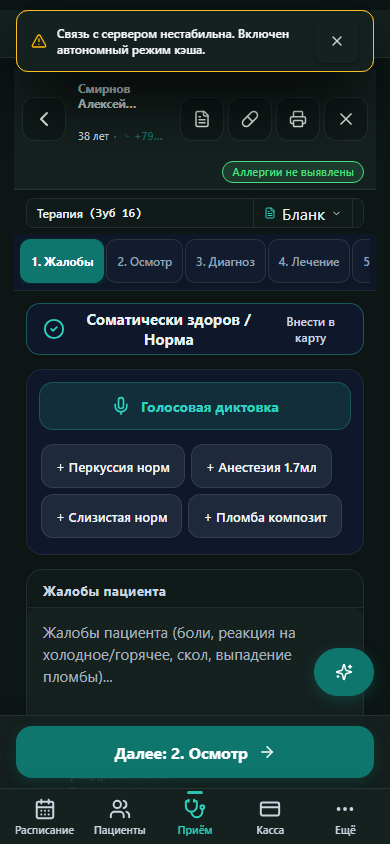 Связь с сервером нестабильна. Включен
автономный режим кэша.
Смирнов
Алексей...
38 лет · +79...
Аллергии не выявлены
Терапия (Зуб 16)
Бланк
1. Жалобы
2. Осмотр
3. Диагноз
4. Лечение
5
Соматически здоров /
Норма
Внести в
карту
Голосовая диктовка
+ Перкуссия норм
+ Анестезия 1.7мл
+ Слизистая норм
+ Пломба композит
Жалобы пациента
Жалобы пациента (боли, реакция на
холодное/горячее, скол, выпадение
пломбы)...
Далее: 2. Осмотр
Расписание
Пациенты
Приём
Касса
Ещё